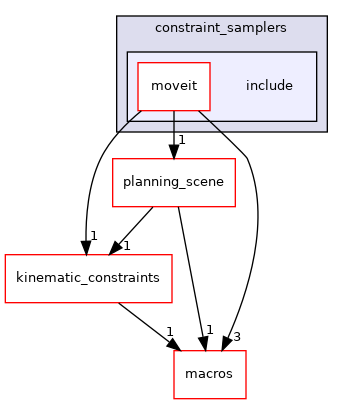 constraint_samplers
moveit
include
1
planning_scene
1
1
kinematic_constraints
1
1
3
macros